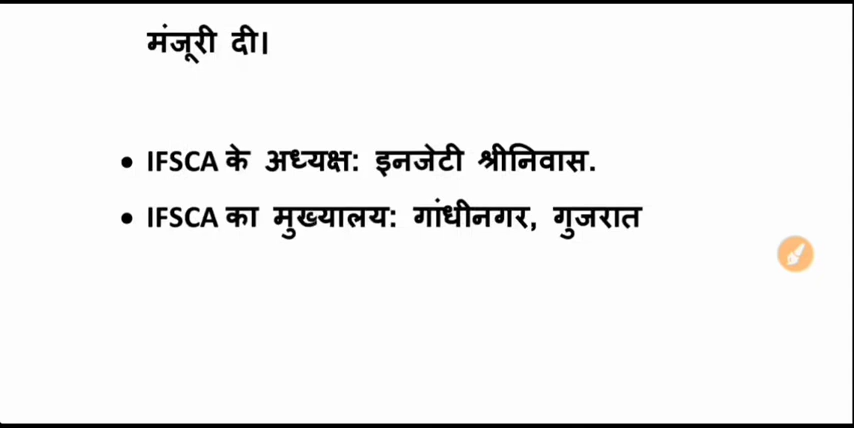 मंजूरी दी।
• IFSCA के अध्यक्ष: इनजेटी श्रीनिवास.
• IFSCA का मुख्यालय: गांधीनगर, गुजरात